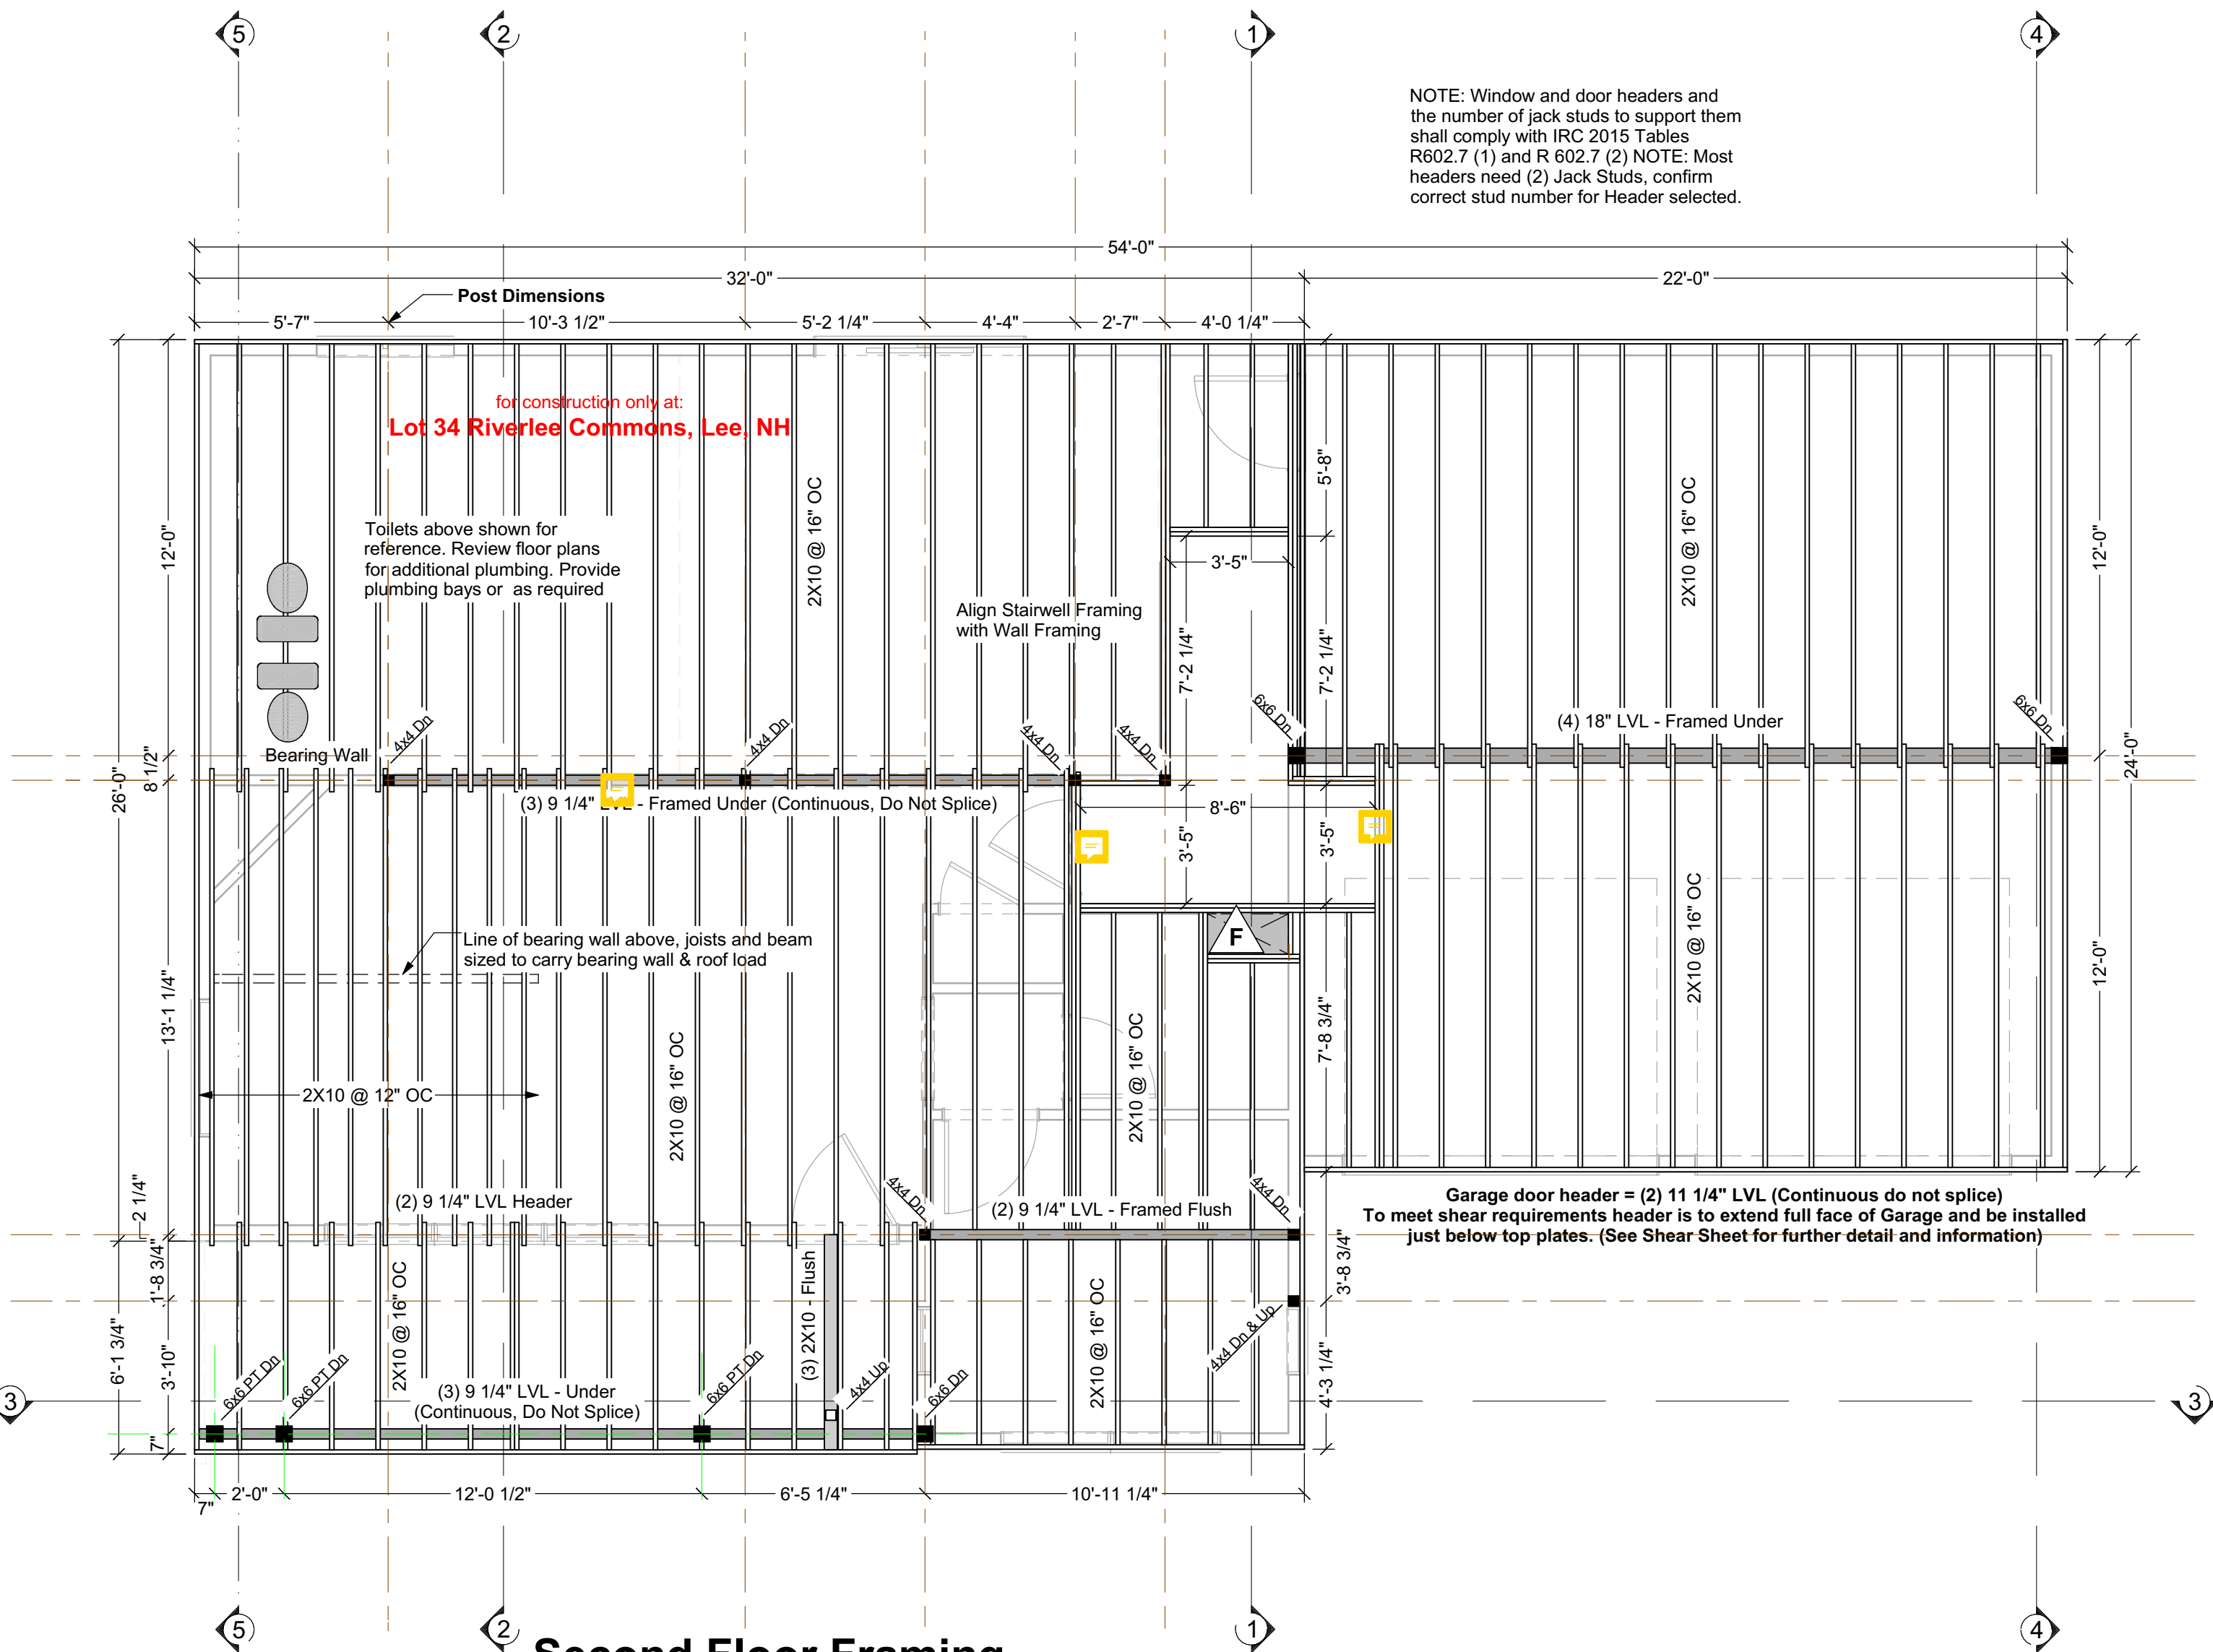 5
2
1
4
NOTE: Window and door headers and
the number of jack studs to support them
shall comply with IRC 2015 Tables
R602.7 (1) and R 602.7 (2) NOTE: Most
headers need (2) Jack Studs, confirm
correct stud number for Header selected.
54'-0"
32'-0"
22'-0"
Post Dimensions
5'-7"
10'-3 1/2"
5'-2 1/4"
4'-4"
2'-7"
4'-0 1/4"
for construction only at:
Lot 34 Riverlee Commons, Lee, NH
5'-8"
12'-0"
2X10 @ 16" OC
2X10 @ 16" OC
12'-0"
Toilets above shown for
reference. Review floor plans
for additional plumbing. Provide
plumbing bays or  as required
3'-5"
Align Stairwell Framing
with Wall Framing
7'-2 1/4"
7'-2 1/4"
24'-0"
Bearing Wall
4x4 Dn
4x4 Dn
4x4 Dn
4x4 Dn
6x6 Dn
(4) 18" LVL - Framed Under
6x6 Dn
26'-0"
8 1/2"
(3) 9 1/4" LVL - Framed Under (Continuous, Do Not Splice)
8'-6"
3'-5"
3'-5"
F
2X10 @ 16" OC
12'-0"
Line of bearing wall above, joists and beam
sized to carry bearing wall & roof load
13'-1 1/4"
7'-8 3/4"
2X10 @ 12" OC
2X10 @ 16" OC
2X10 @ 16" OC
2 1/4"
(2) 9 1/4" LVL Header
4x4 Dn
(2) 9 1/4" LVL - Framed Flush
4x4 Dn
Garage door header = (2) 11 1/4" LVL (Continuous do not splice)
To meet shear requirements header is to extend full face of Garage and be installed
just below top plates. (See Shear Sheet for further detail and information)
1'-8 3/4"
3'-8 3/4"
6'-1 3/4"
3'-10"
7"
2X10 @ 16" OC
(3) 2X10 - Flush
2X10 @ 16" OC
4x4 Dn & Up
4'-3 1/4"
6x6 PT Dn
6x6 PT Dn
6x6 PT Dn
4x4 Up
6x6 Dn
(3) 9 1/4" LVL - Under
(Continuous, Do Not Splice)
3
3
7"
2'-0"
12'-0 1/2"
6'-5 1/4"
10'-11 1/4"
5
2
1
4
Second Floor Framing